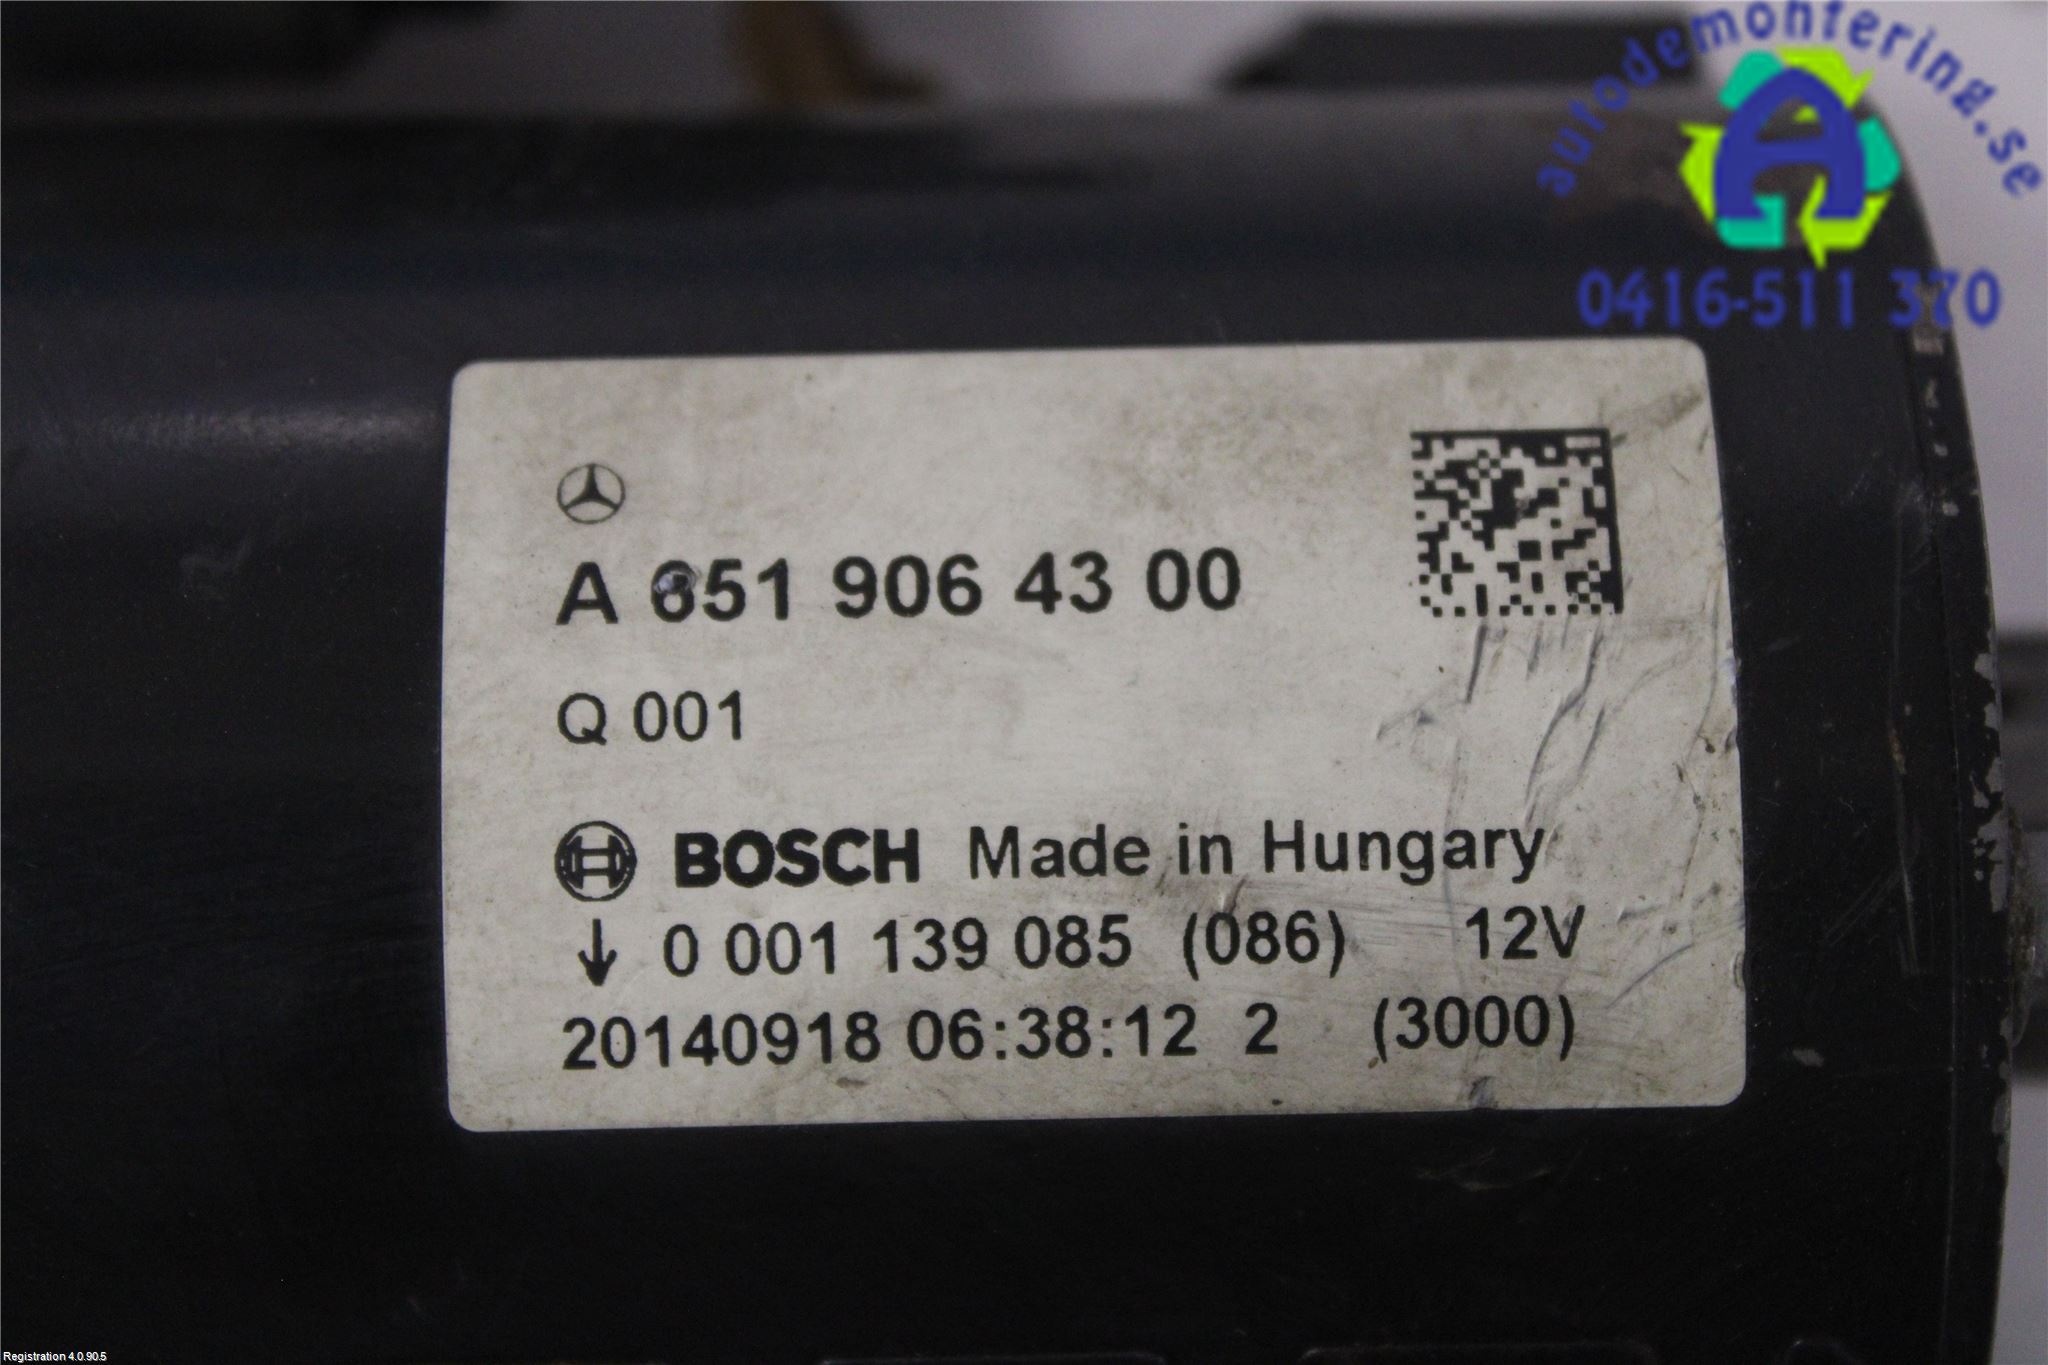 autodemontering.se
A
0416-511 370
A 651 906 43 00
Q 001
BOSCH Made in Hungary
↓ 0 001 139 085 (086) 12V
20140918 06:38:12 2 (3000)
Registration 4.0.90.5